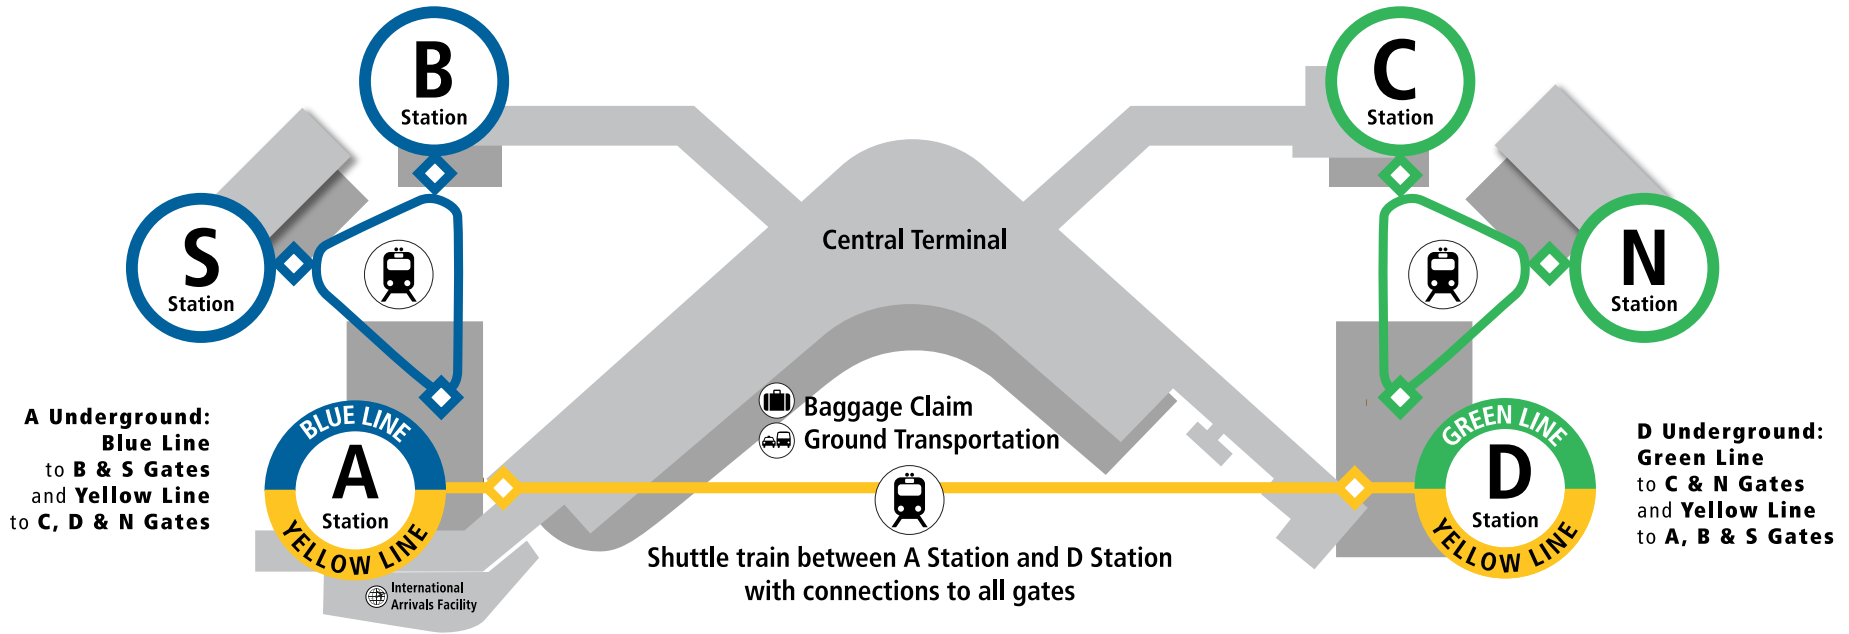 B
Station
C
Station
S
Station
N
Station
Central Terminal
Baggage Claim
Ground Transportation
A Underground:
Blue Line
to B & S Gates
and Yellow Line
to C, D & N Gates
BLUE LINE
A
Station
YELLOW LINE
GREEN LINE
D
Station
YELLOW LINE
D Underground:
Green Line
to C & N Gates
and Yellow Line
to A, B & S Gates
Shuttle train between A Station and D Station
with connections to all gates
International
Arrivals Facility